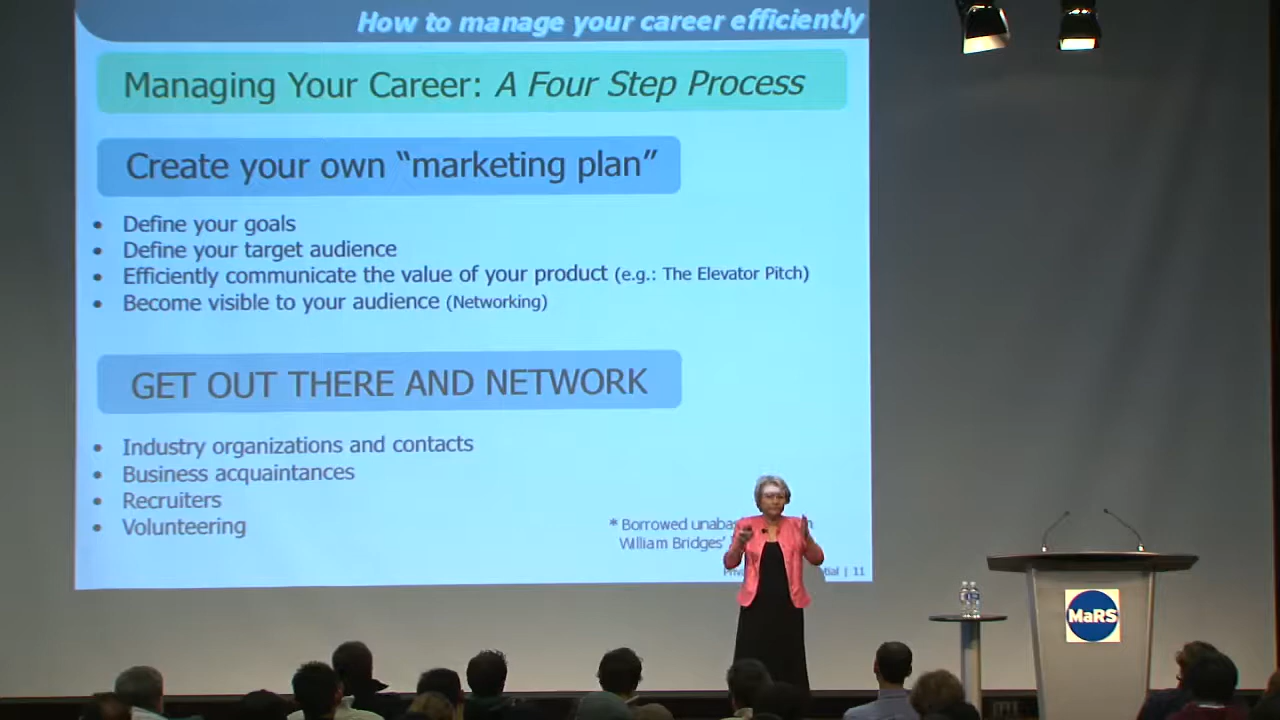 How to manage your career efficiently
Managing Your Career: A Four Step Process
Create your own “marketing plan”
• Define your goals
• Define your target audience
• Efficiently communicate the value of your product (e.g.: The Elevator Pitch)
• Become visible to your audience (Networking)
GET OUT THERE AND NETWORK
• Industry organizations and contacts
• Business acquaintances
• Recruiters
• Volunteering
* Borrowed
William Bridges’
| 11
MaRS